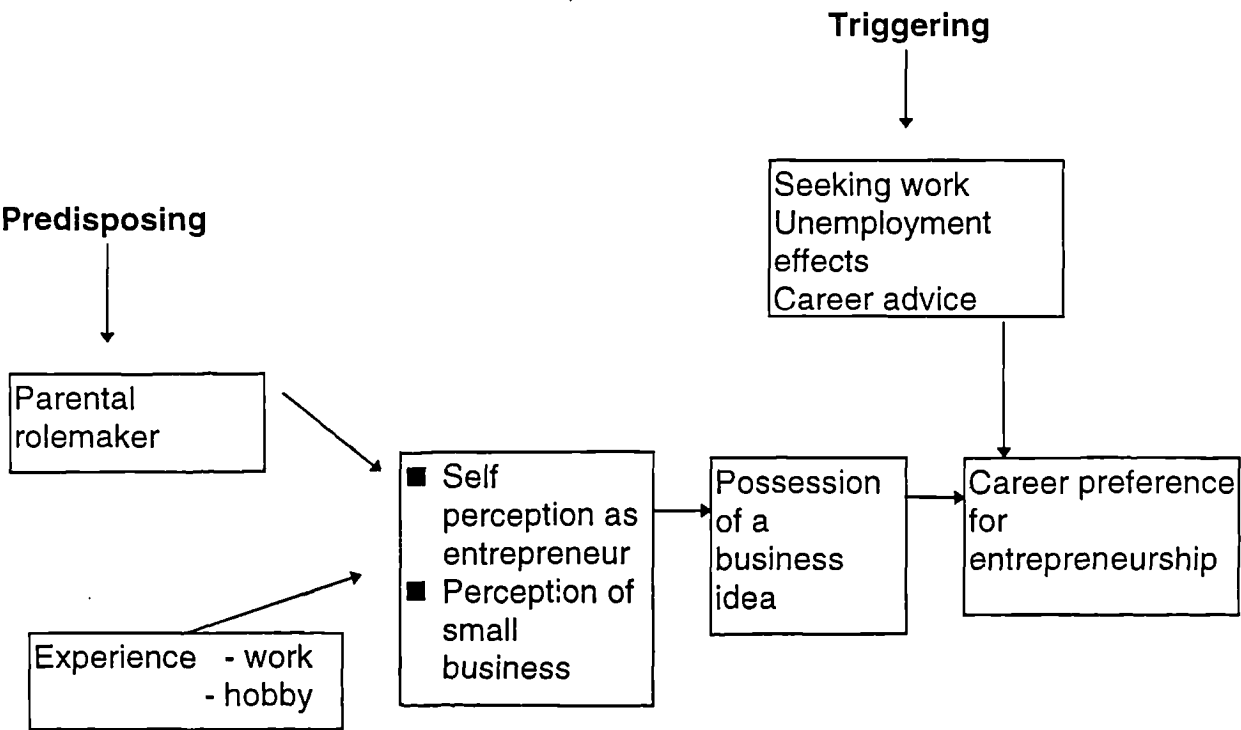 Triggering
Seeking work
Unemployment
effects
Career advice
Predisposing
Parental
rolemaker
Experience - work
- hobby
■ Self
perception as
entrepreneur
■ Perception of
small
business
Possession
of a
business
idea
Career preference
for
entrepreneurship